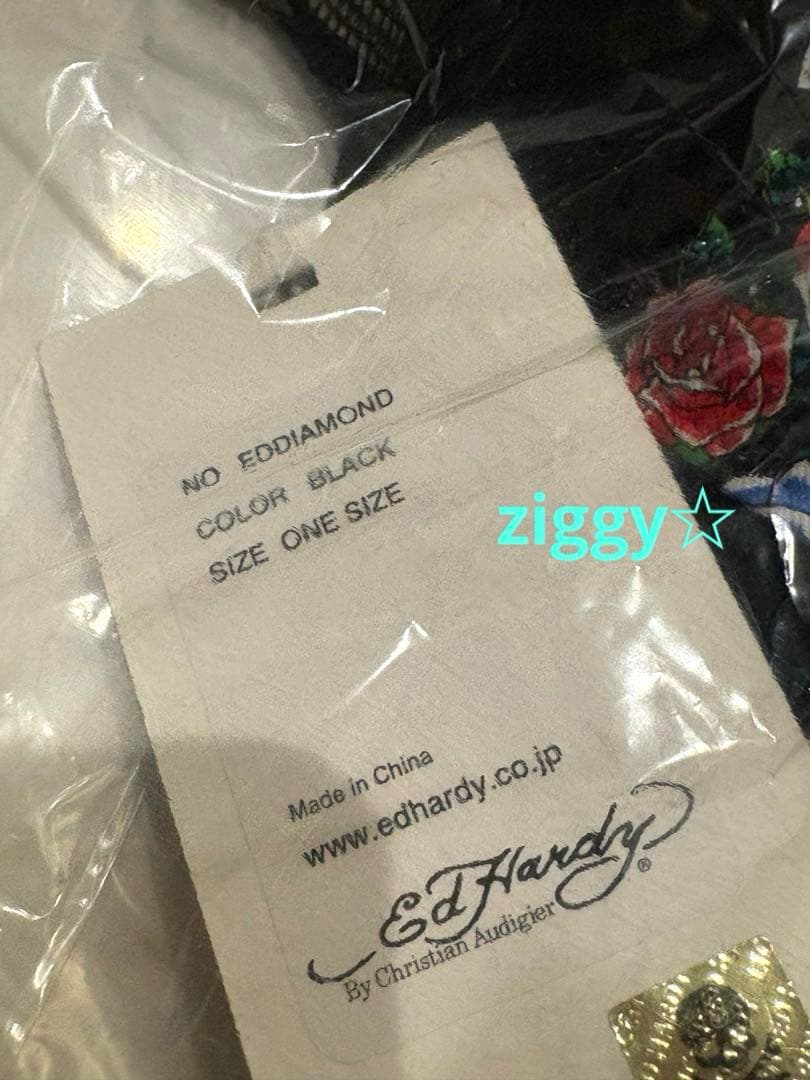 NO EDDIAMOND
COLOR BLACK
SIZE ONE SIZE
ziggy☆
Made in China
www.edhardy.co.jp
Ed Hardy®
By Christian Audigier